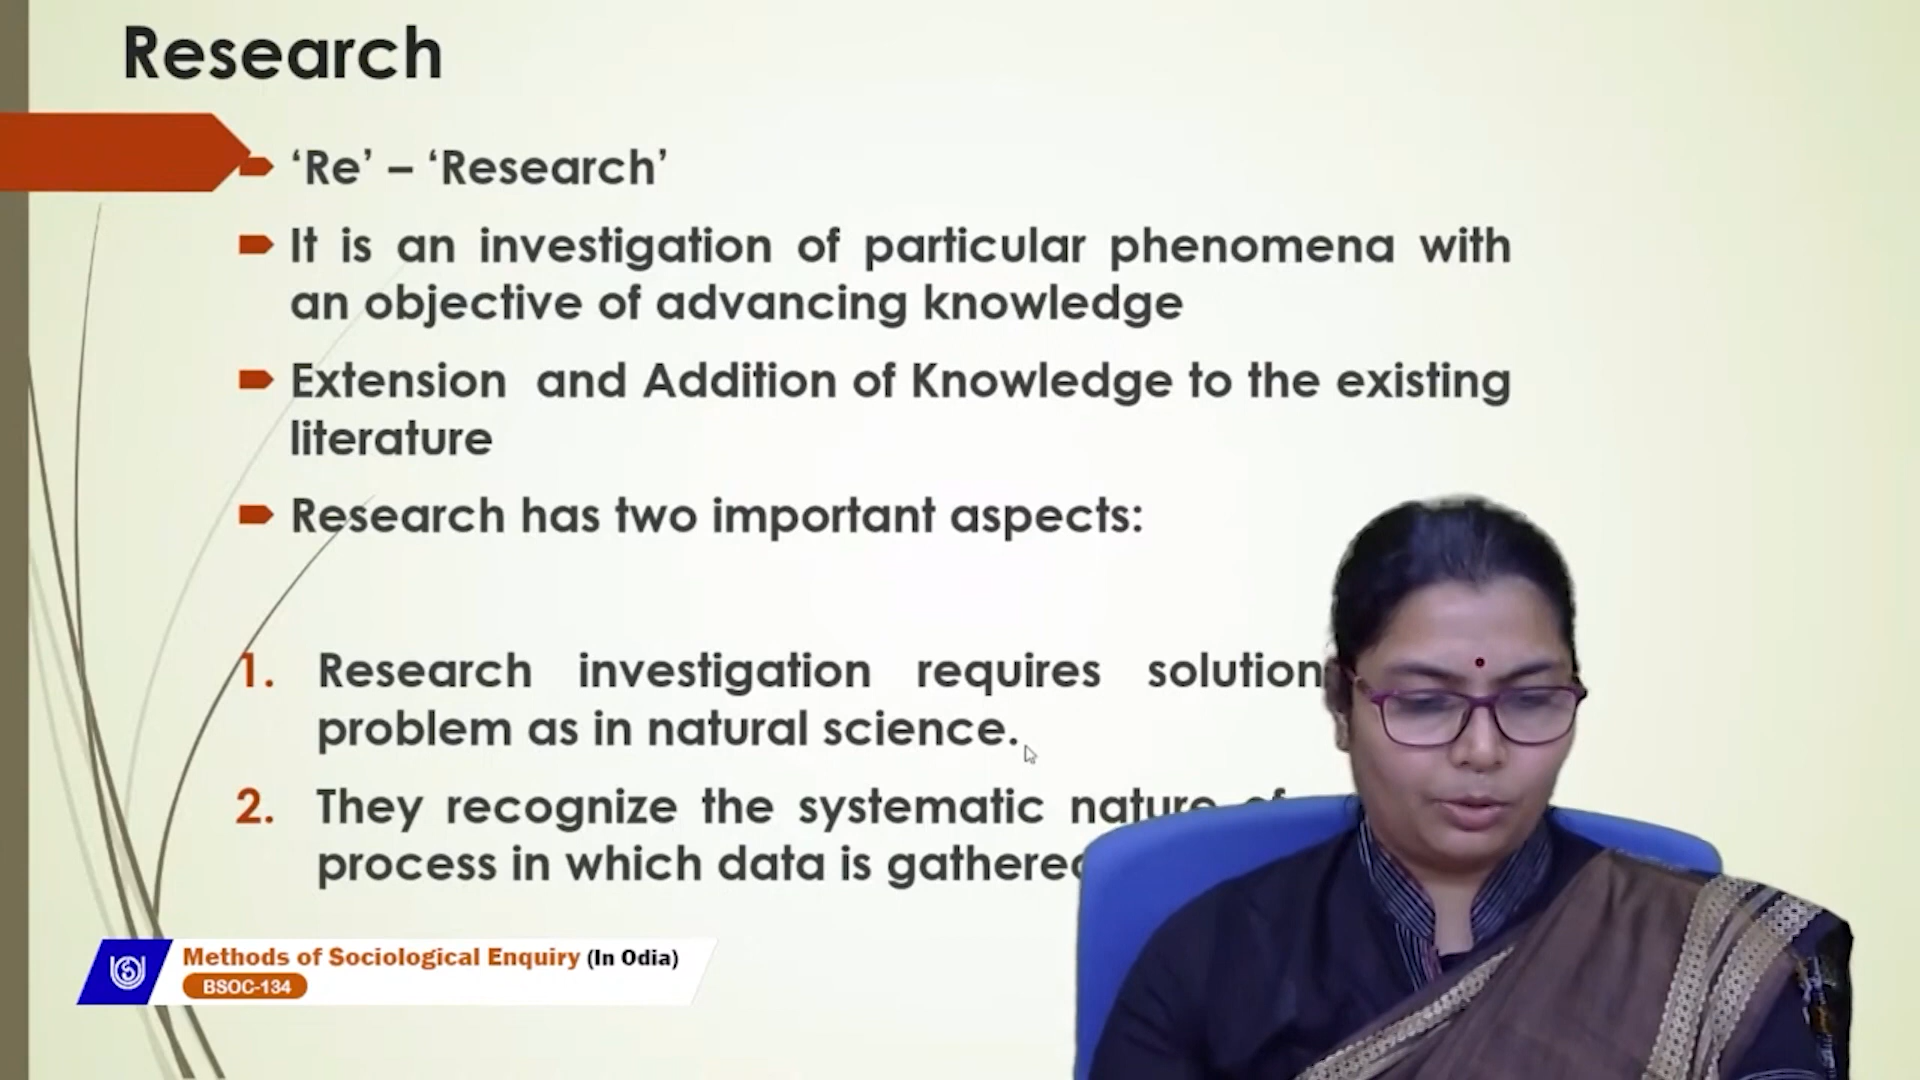 Research
‘Re’ – ‘Research’
It is an investigation of particular phenomena with
an objective of advancing knowledge
Extension and Addition of Knowledge to the existing
literature
Research has two important aspects:
1. Research investigation requires solution
problem as in natural science.
2. They recognize the systematic nature of
process in which data is gathered
Methods of Sociological Enquiry (In Odia)
BSOC-134